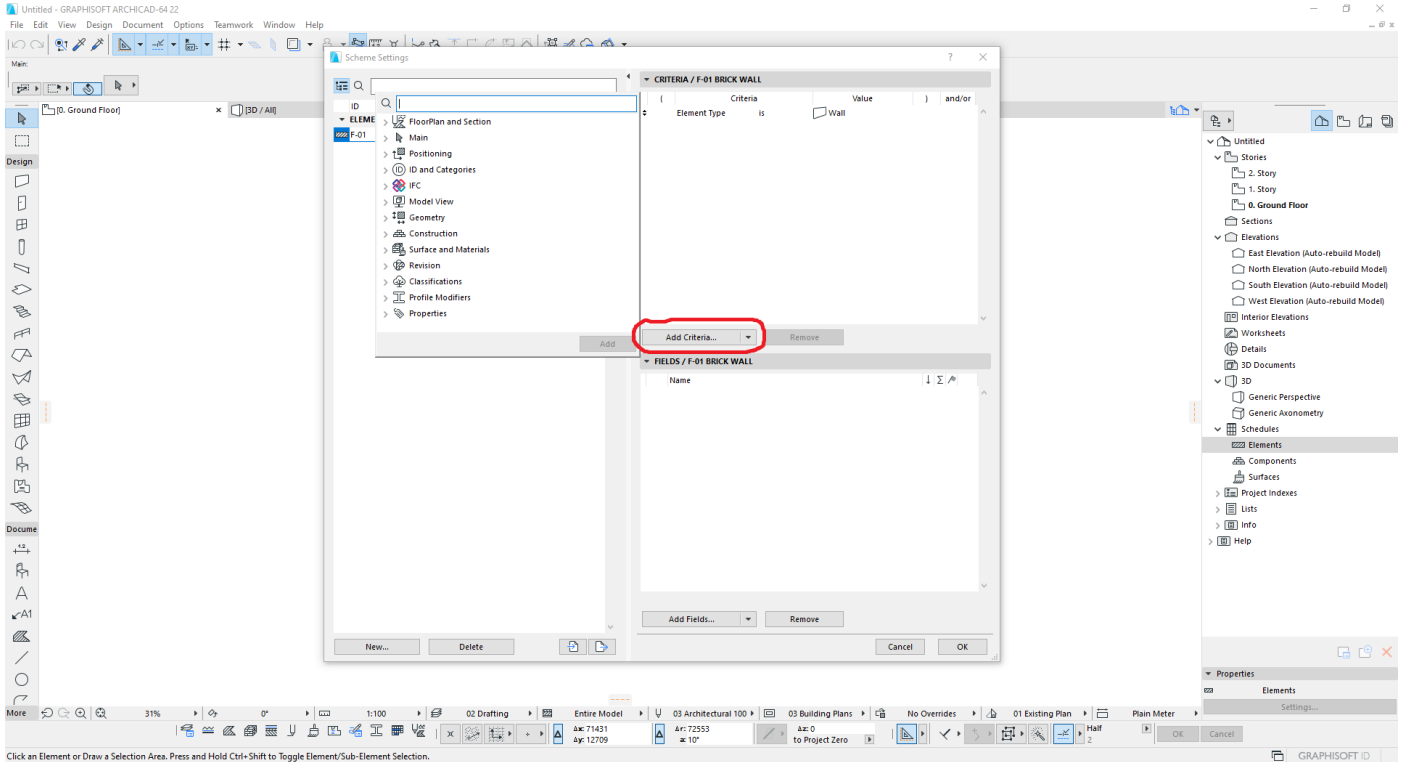 Untitled - GRAPHISOFT ARCHICAD-64 22
File Edit View Design Document Options Teamwork Window Help
Main:
[0. Ground Floor]
[3D / All]
Design
Docume
More
Scheme Settings
ID
ELEME
F-01
FloorPlan and Section
Main
Positioning
ID and Categories
IFC
Model View
Geometry
Construction
Surface and Materials
Revision
Classifications
Profile Modifiers
Properties
Add
New...
Delete
CRITERIA / F-01 BRICK WALL
( Criteria Value ) and/or
Element Type is Wall
Add Criteria...
Remove
FIELDS / F-01 BRICK WALL
Name
Add Fields...
Remove
Cancel
OK
Untitled
Stories
2. Story
1. Story
0. Ground Floor
Sections
Elevations
East Elevation (Auto-rebuild Model)
North Elevation (Auto-rebuild Model)
South Elevation (Auto-rebuild Model)
West Elevation (Auto-rebuild Model)
Interior Elevations
Worksheets
Details
3D Documents
3D
Generic Perspective
Generic Axonometry
Schedules
Elements
Components
Surfaces
Project Indexes
Lists
Info
Help
Properties
Elements
Settings...
31% 0° 1:100 02 Drafting Entire Model 03 Architectural 100 03 Building Plans No Overrides 01 Existing Plan Plain Meter
Δx: 71431
Δy: 12709
Δr: 72553
a: 10°
Δz: 0
to Project Zero
Half
2
OK
Cancel
Click an Element or Draw a Selection Area. Press and Hold Ctrl+Shift to Toggle Element/Sub-Element Selection.
GRAPHISOFT ID